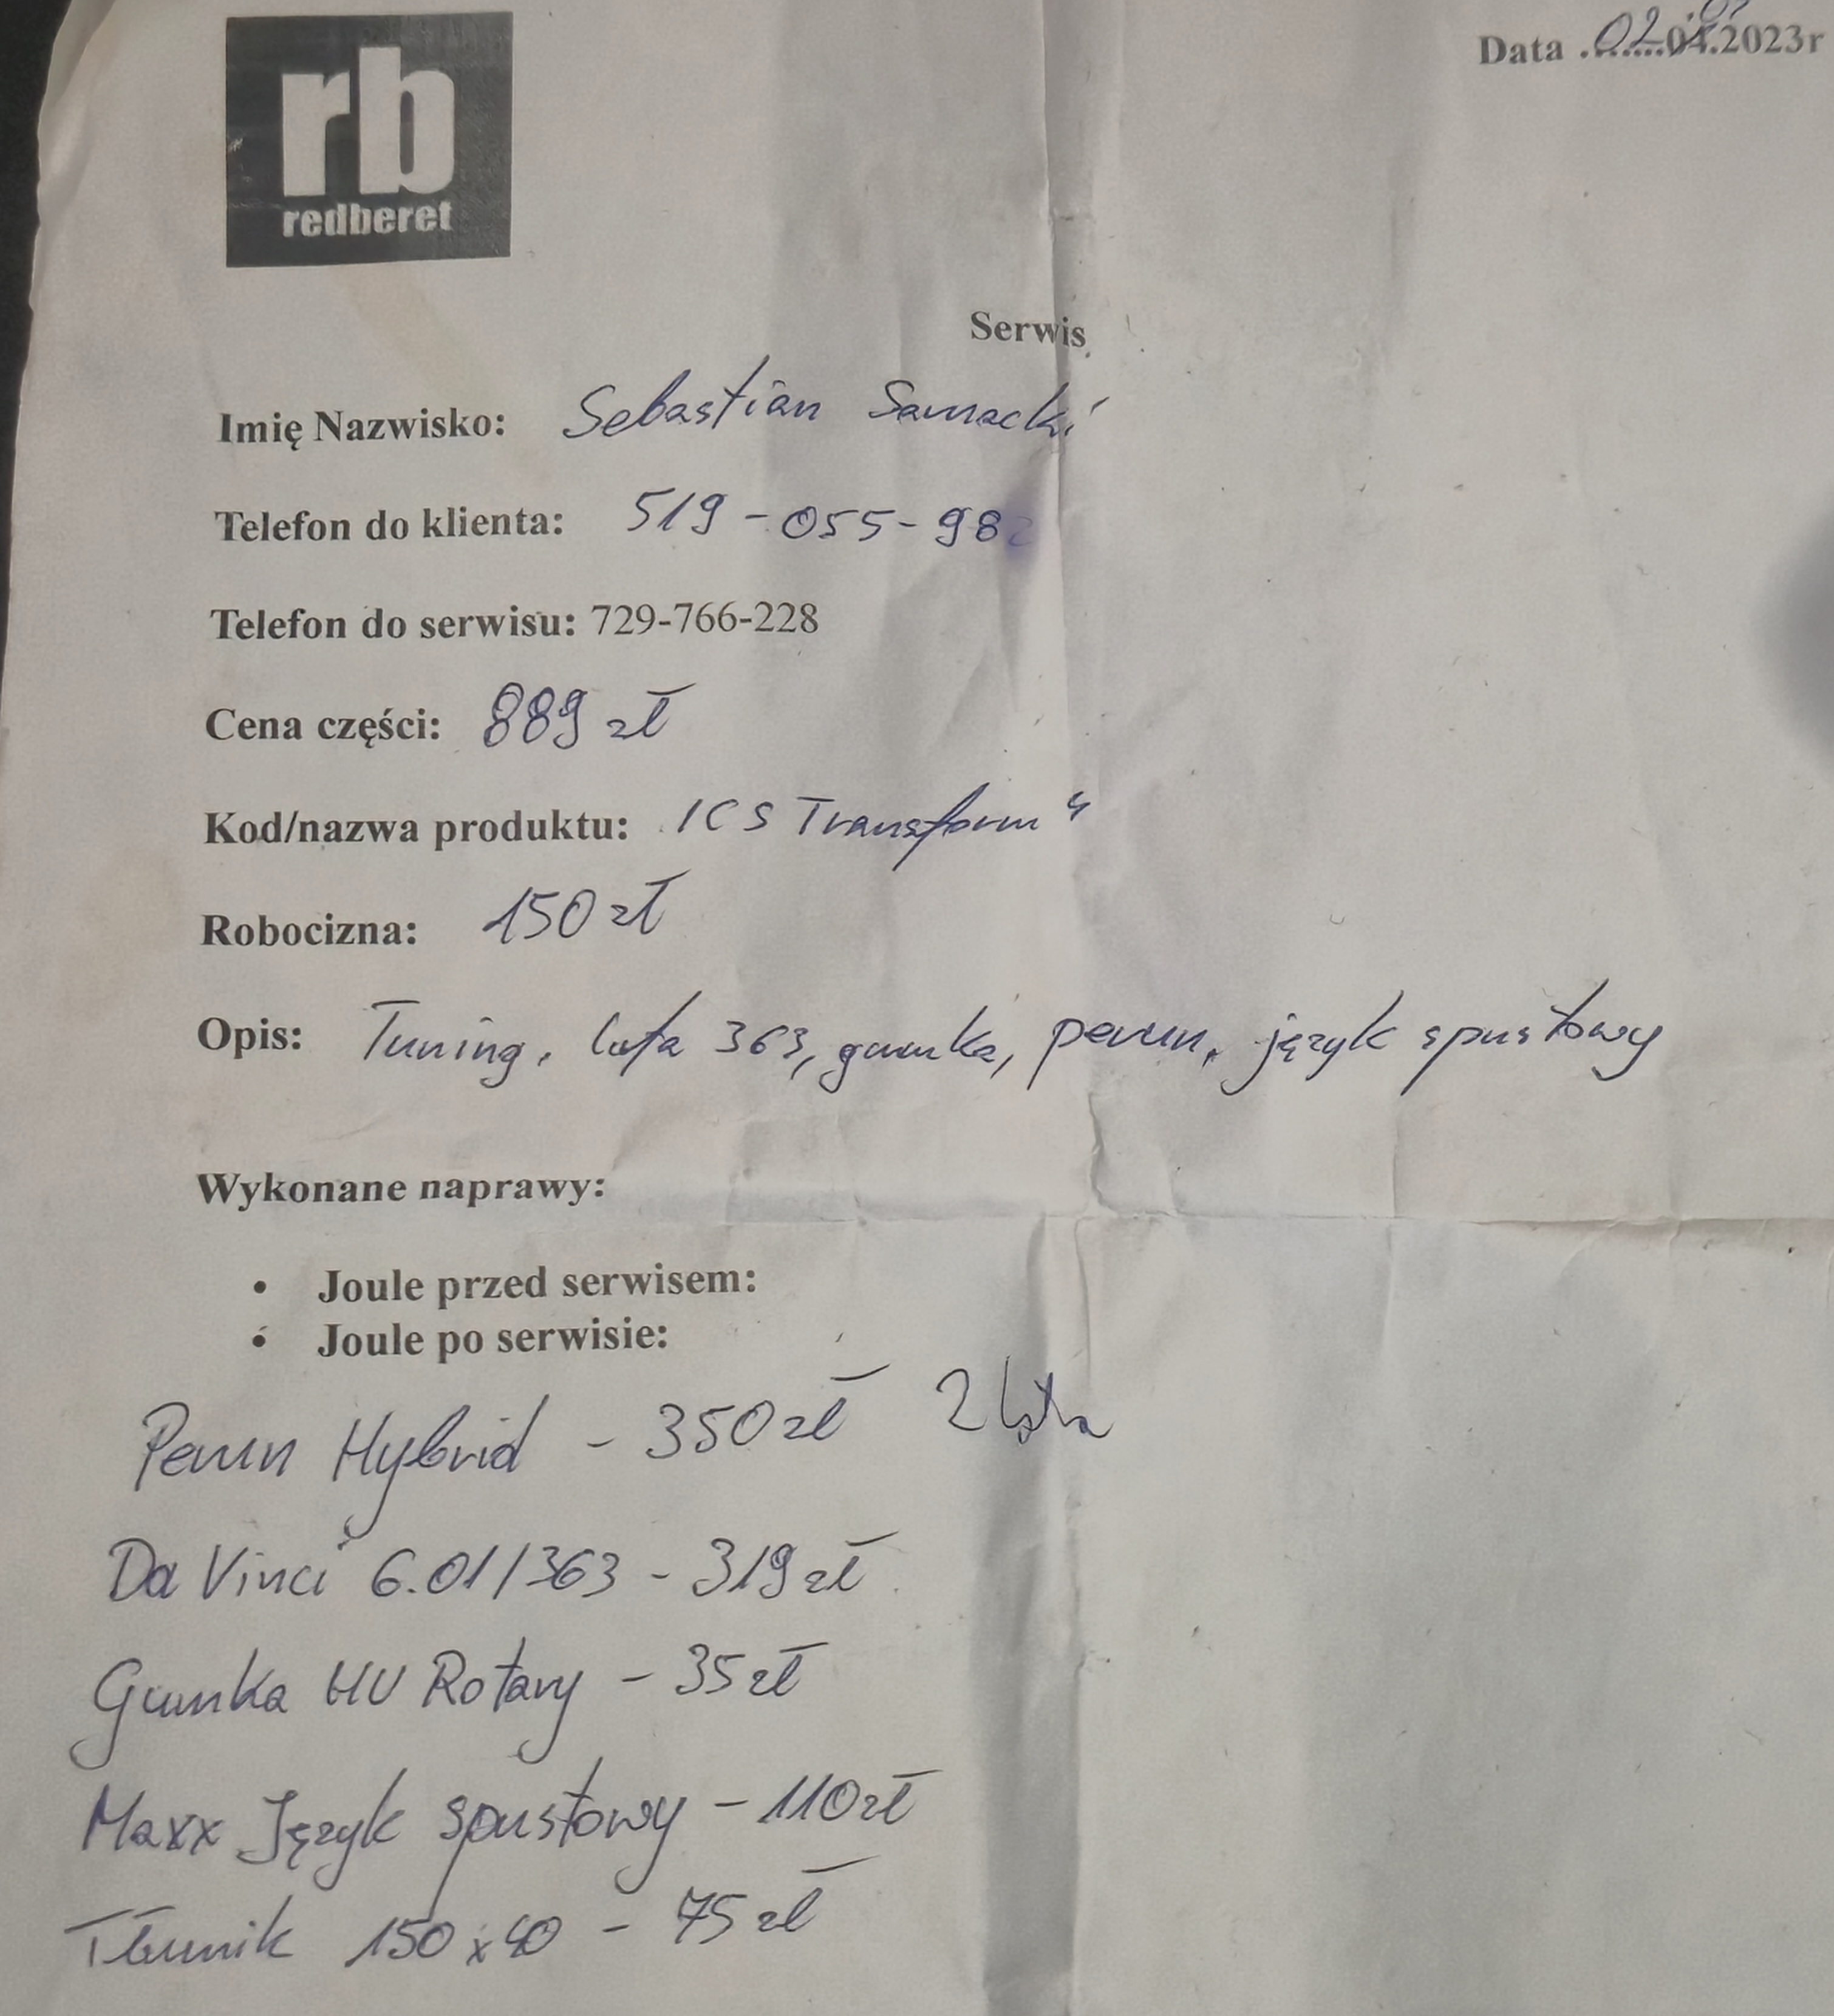 rb
redberet
Data ........04.2023r
02
Serwis
Imię Nazwisko: Sebastian
Telefon do klienta: 519-055-98
Telefon do serwisu: 729-766-228
Cena części: 889 zł
Kod/nazwa produktu: ICS Transform 4
Robocizna: 150 zł
Opis: Tuning, lufa 363, gumka, perun, język spustowy
Wykonane naprawy:
• Joule przed serwisem:
• Joule po serwisie:
Perun Hybrid - 350 zł 2 lata
Da Vinci 6.01/363 - 319 zł
Gumka HU Rotary - 35 zł
Maxx Język spustowy - 110 zł
Tłumik 150x40 - 75 zł